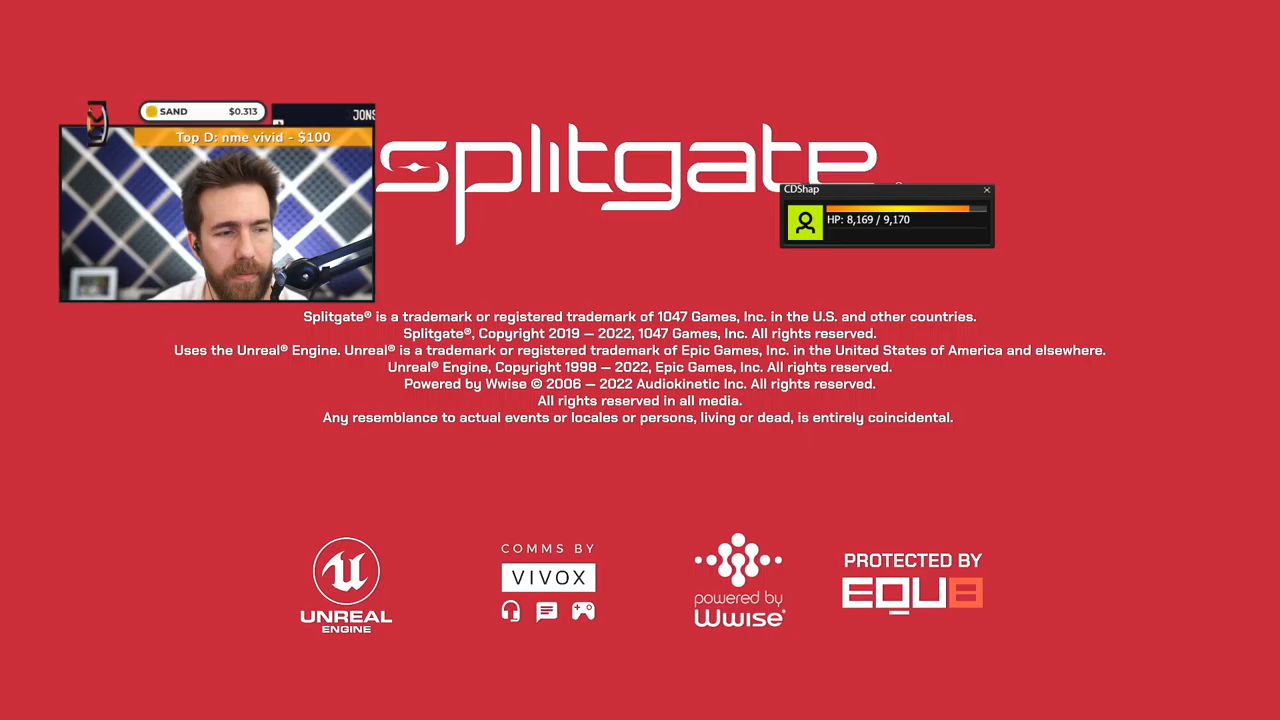 SAND $0.313
JONS
Top D: nme vivid - $100
splitgate
CDShap
HP: 8,169 / 9,170
Splitgate® is a trademark or registered trademark of 1047 Games, Inc. in the U.S. and other countries.
Splitgate®, Copyright 2019 — 2022, 1047 Games, Inc. All rights reserved.
Uses the Unreal® Engine. Unreal® is a trademark or registered trademark of Epic Games, Inc. in the United States of America and elsewhere.
Unreal® Engine, Copyright 1998 — 2022, Epic Games, Inc. All rights reserved.
Powered by Wwise © 2006 — 2022 Audiokinetic Inc. All rights reserved.
All rights reserved in all media.
Any resemblance to actual events or locales or persons, living or dead, is entirely coincidental.
UNREAL
ENGINE
COMMS BY
VIVOX
powered by
wwise®
PROTECTED BY
EQU8